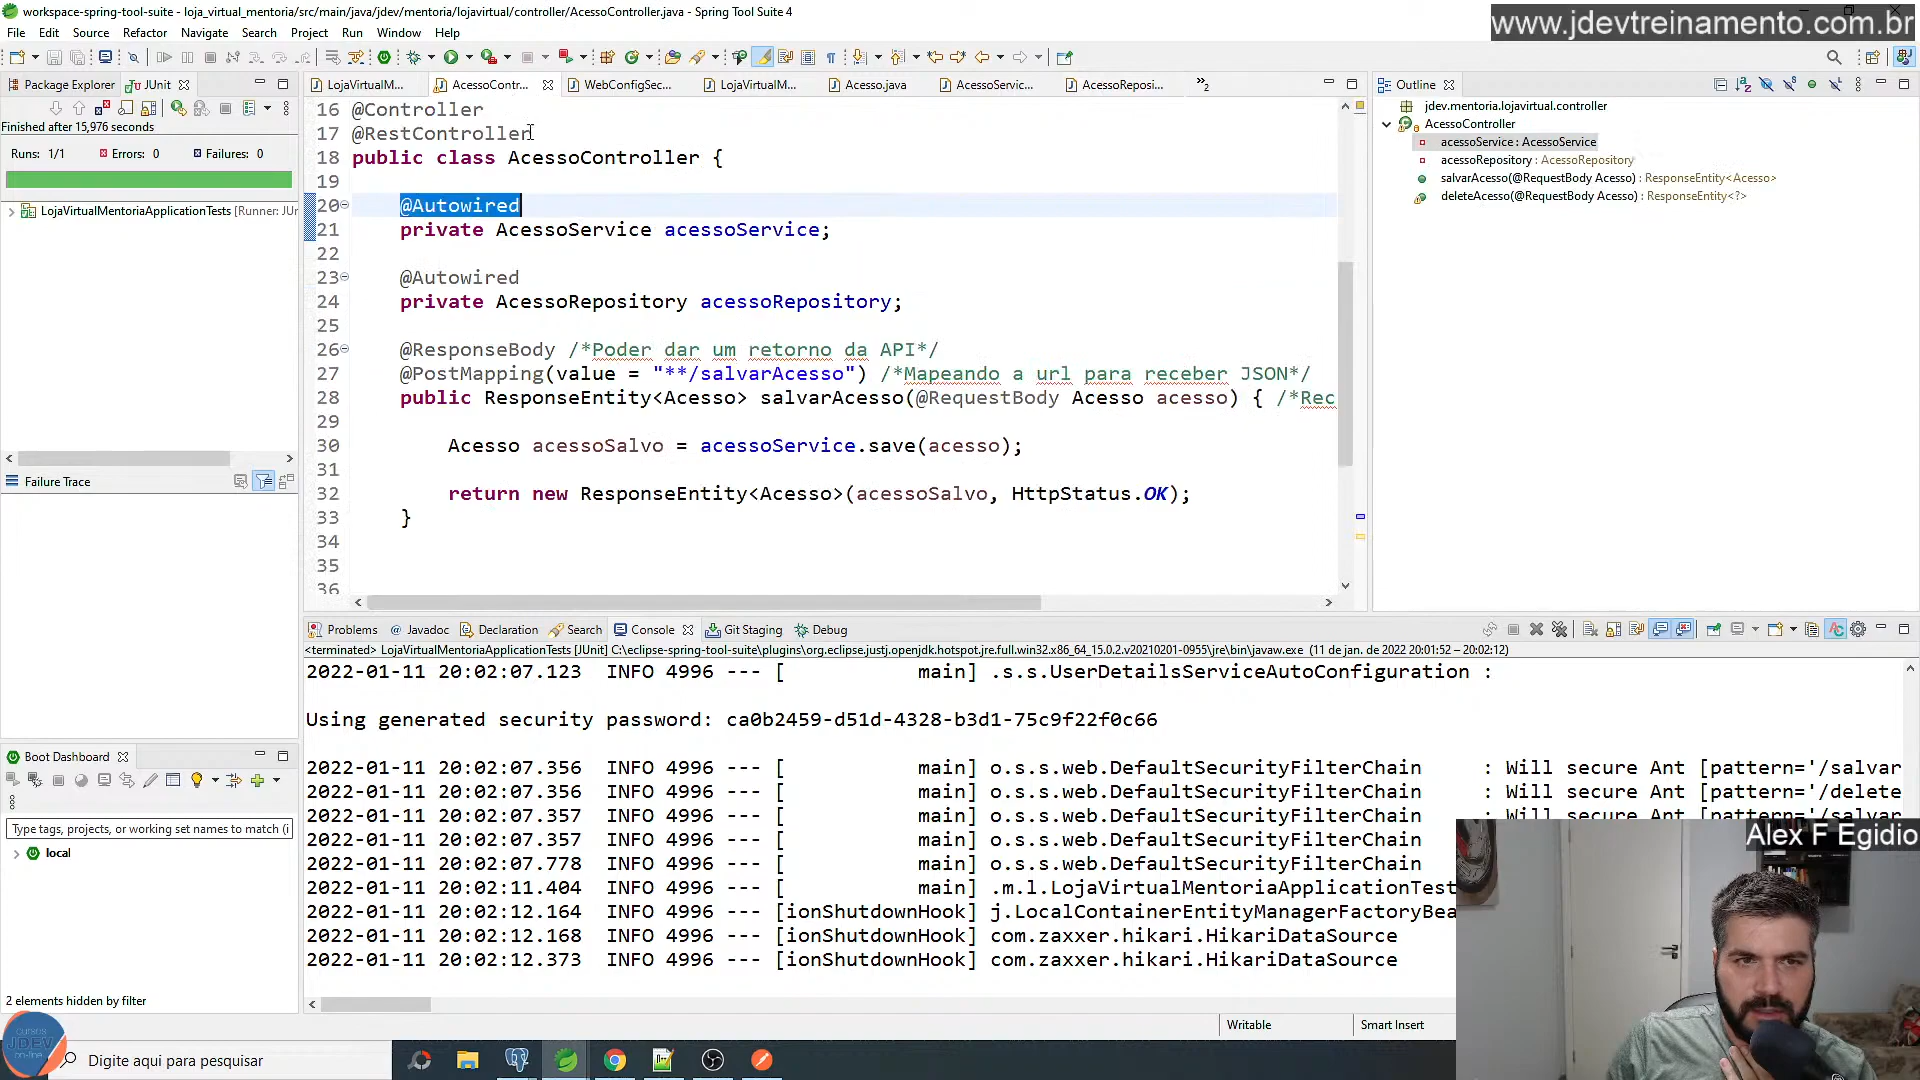 workspace-spring-tool-suite - loja_virtual_mentoria/src/main/java/jdev/mentoria/lojavirtual/controller/AcessoController.java - Spring Tool Suite 4
www.jdevtreinamento.com.br
File Edit Source Refactor Navigate Search Project Run Window Help
Package Explorer JUnit
LojaVirtualM... AcessoContr... WebConfigSec... LojaVirtualM... Acesso.java AcessoServic... AcessoReposi... »2
Outline
Finished after 15,976 seconds
Runs: 1/1 Errors: 0 Failures: 0
LojaVirtualMentoriaApplicationTests [Runner: JUr
Failure Trace
16 @Controller
17 @RestController
18 public class AcessoController {
19
20 @Autowired
21 private AcessoService acessoService;
22
23 @Autowired
24 private AcessoRepository acessoRepository;
25
26 @ResponseBody /*Poder dar um retorno da API*/
27 @PostMapping(value = "**/salvarAcesso") /*Mapeando a url para receber JSON*/
28 public ResponseEntity<Acesso> salvarAcesso(@RequestBody Acesso acesso) { /*Rec
29
30 Acesso acessoSalvo = acessoService.save(acesso);
31
32 return new ResponseEntity<Acesso>(acessoSalvo, HttpStatus.OK);
33 }
34
35
36
jdev.mentoria.lojavirtual.controller
AcessoController
acessoService : AcessoService
acessoRepository : AcessoRepository
salvarAcesso(@RequestBody Acesso) : ResponseEntity<Acesso>
deleteAcesso(@RequestBody Acesso) : ResponseEntity<?>
Problems Javadoc Declaration Search Console Git Staging Debug
<terminated> LojaVirtualMentoriaApplicationTests [JUnit] C:\eclipse-spring-tool-suite\plugins\org.eclipse.justj.openjdk.hotspot.jre.full.win32.x86_64_15.0.2.v20210201-0955\jre\bin\javaw.exe (11 de jan. de 2022 20:01:52 - 20:02:12)
2022-01-11 20:02:07.123 INFO 4996 --- [ main] .s.s.UserDetailsServiceAutoConfiguration :
Using generated security password: ca0b2459-d51d-4328-b3d1-75c9f22f0c66
2022-01-11 20:02:07.356 INFO 4996 --- [ main] o.s.s.web.DefaultSecurityFilterChain : Will secure Ant [pattern='/salvar
2022-01-11 20:02:07.356 INFO 4996 --- [ main] o.s.s.web.DefaultSecurityFilterChain : Will secure Ant [pattern='/delete
2022-01-11 20:02:07.357 INFO 4996 --- [ main] o.s.s.web.DefaultSecurityFilterChain : Will secure Ant [pattern='/salvar
2022-01-11 20:02:07.357 INFO 4996 --- [ main] o.s.s.web.DefaultSecurityFilterChain
2022-01-11 20:02:07.778 INFO 4996 --- [ main] o.s.s.web.DefaultSecurityFilterChain
2022-01-11 20:02:11.404 INFO 4996 --- [ main] .m.l.LojaVirtualMentoriaApplicationTest
2022-01-11 20:02:12.164 INFO 4996 --- [ionShutdownHook] j.LocalContainerEntityManagerFactoryBea
2022-01-11 20:02:12.168 INFO 4996 --- [ionShutdownHook] com.zaxxer.hikari.HikariDataSource
2022-01-11 20:02:12.373 INFO 4996 --- [ionShutdownHook] com.zaxxer.hikari.HikariDataSource
Alex F Egidio
Boot Dashboard
Type tags, projects, or working set names to match (i
local
2 elements hidden by filter
Writable Smart Insert
cursos
JDEV
on-line
Digite aqui para pesquisar